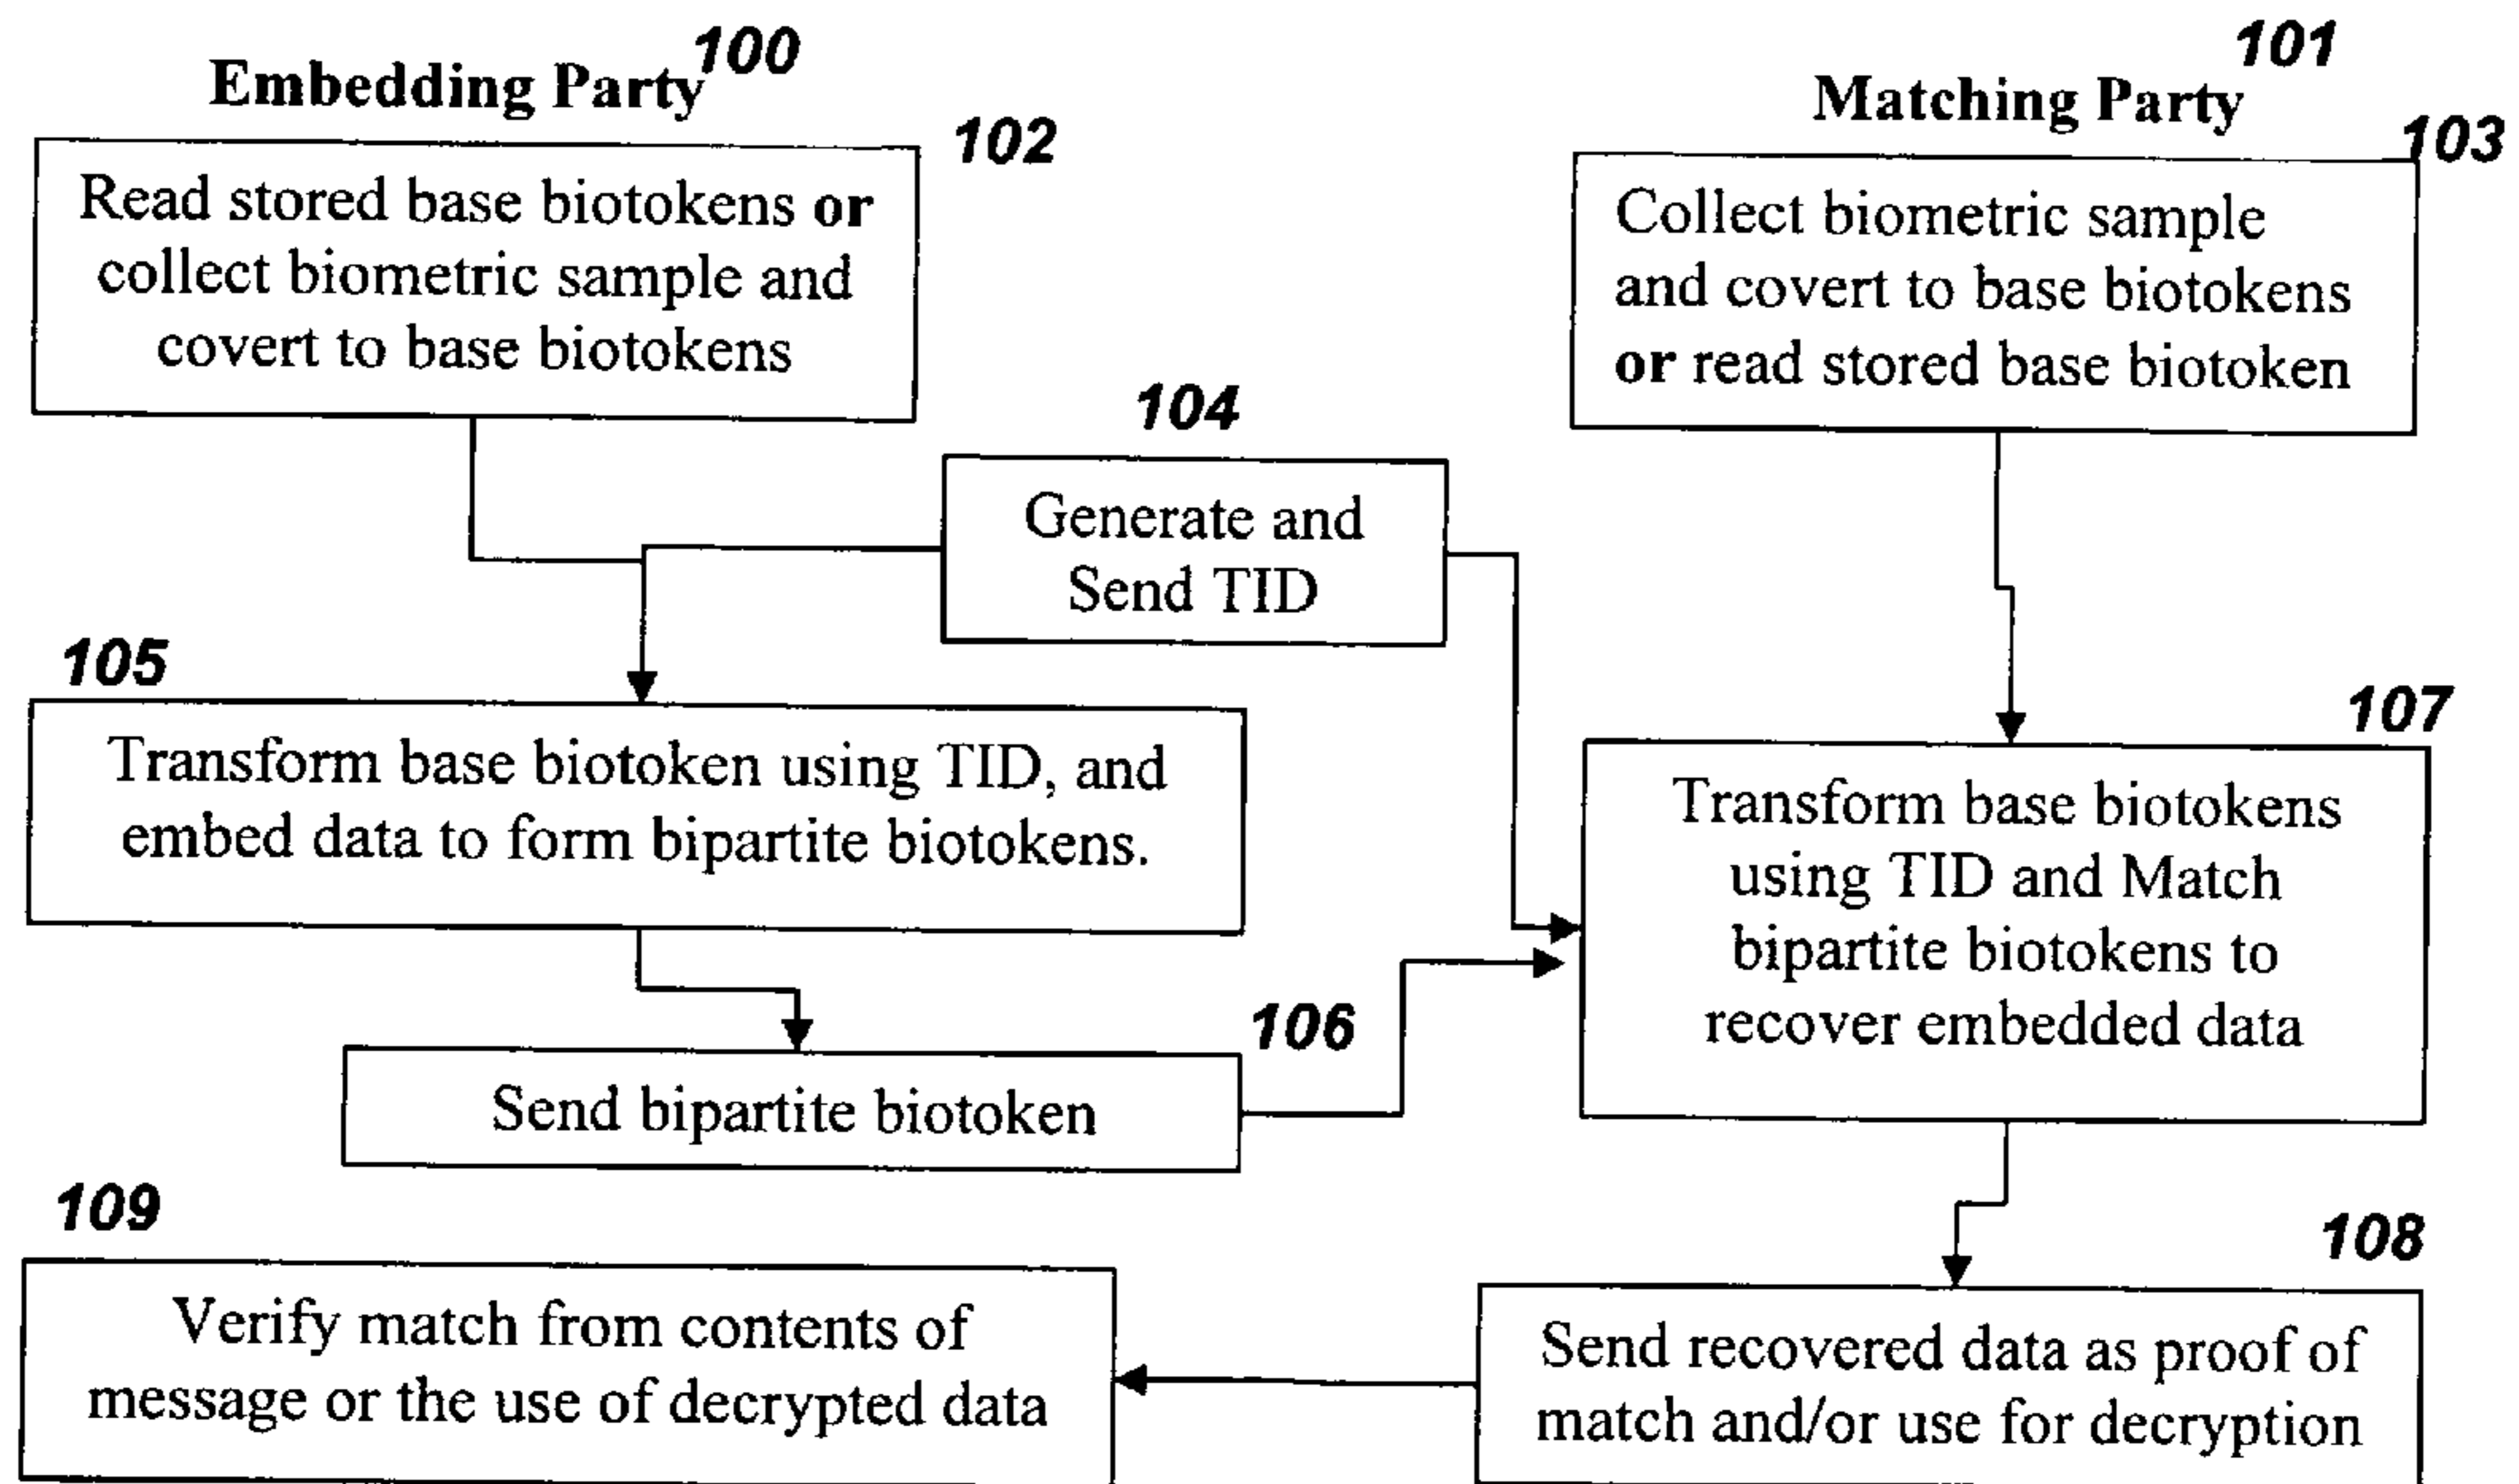 100
Embedding Party
101
Matching Party
102
Read stored base biotokens or
collect biometric sample and
covert to base biotokens
103
Collect biometric sample
and covert to base biotokens
or read stored base biotoken
104
Generate and
Send TID
105
Transform base biotoken using TID, and
embed data to form bipartite biotokens.
107
Transform base biotokens
using TID and Match
bipartite biotokens to
recover embedded data
106
Send bipartite biotoken
109
Verify match from contents of
message or the use of decrypted data
108
Send recovered data as proof of
match and/or use for decryption